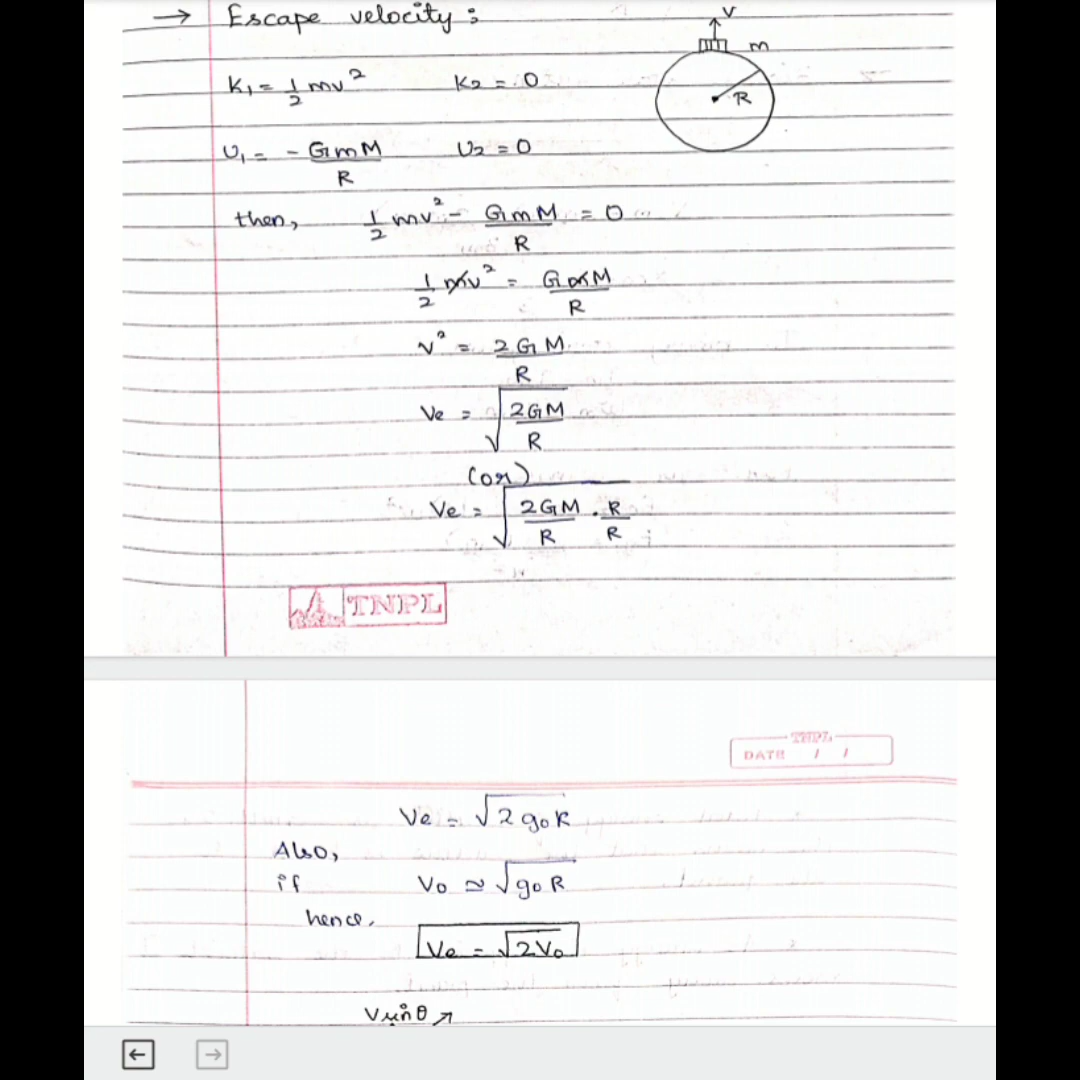 → Escape velocity :
V
m
R
K₁ = 1/2 mv² K₂ = 0
U₁ = - GmM/R U₂ = 0
then, 1/2 mv² - GmM/R = 0
1/2 mv² = GmM/R
v² = 2GM/R
Ve = √(2GM/R)
(or)
Ve = √(2GM/R . R/R)
TNPL
TNPL
DATE / /
Ve = √(2g₀R)
Also,
if V₀ ≃ √(g₀R)
hence,
Ve = √(2V₀)
Vsinθ ↗
← →